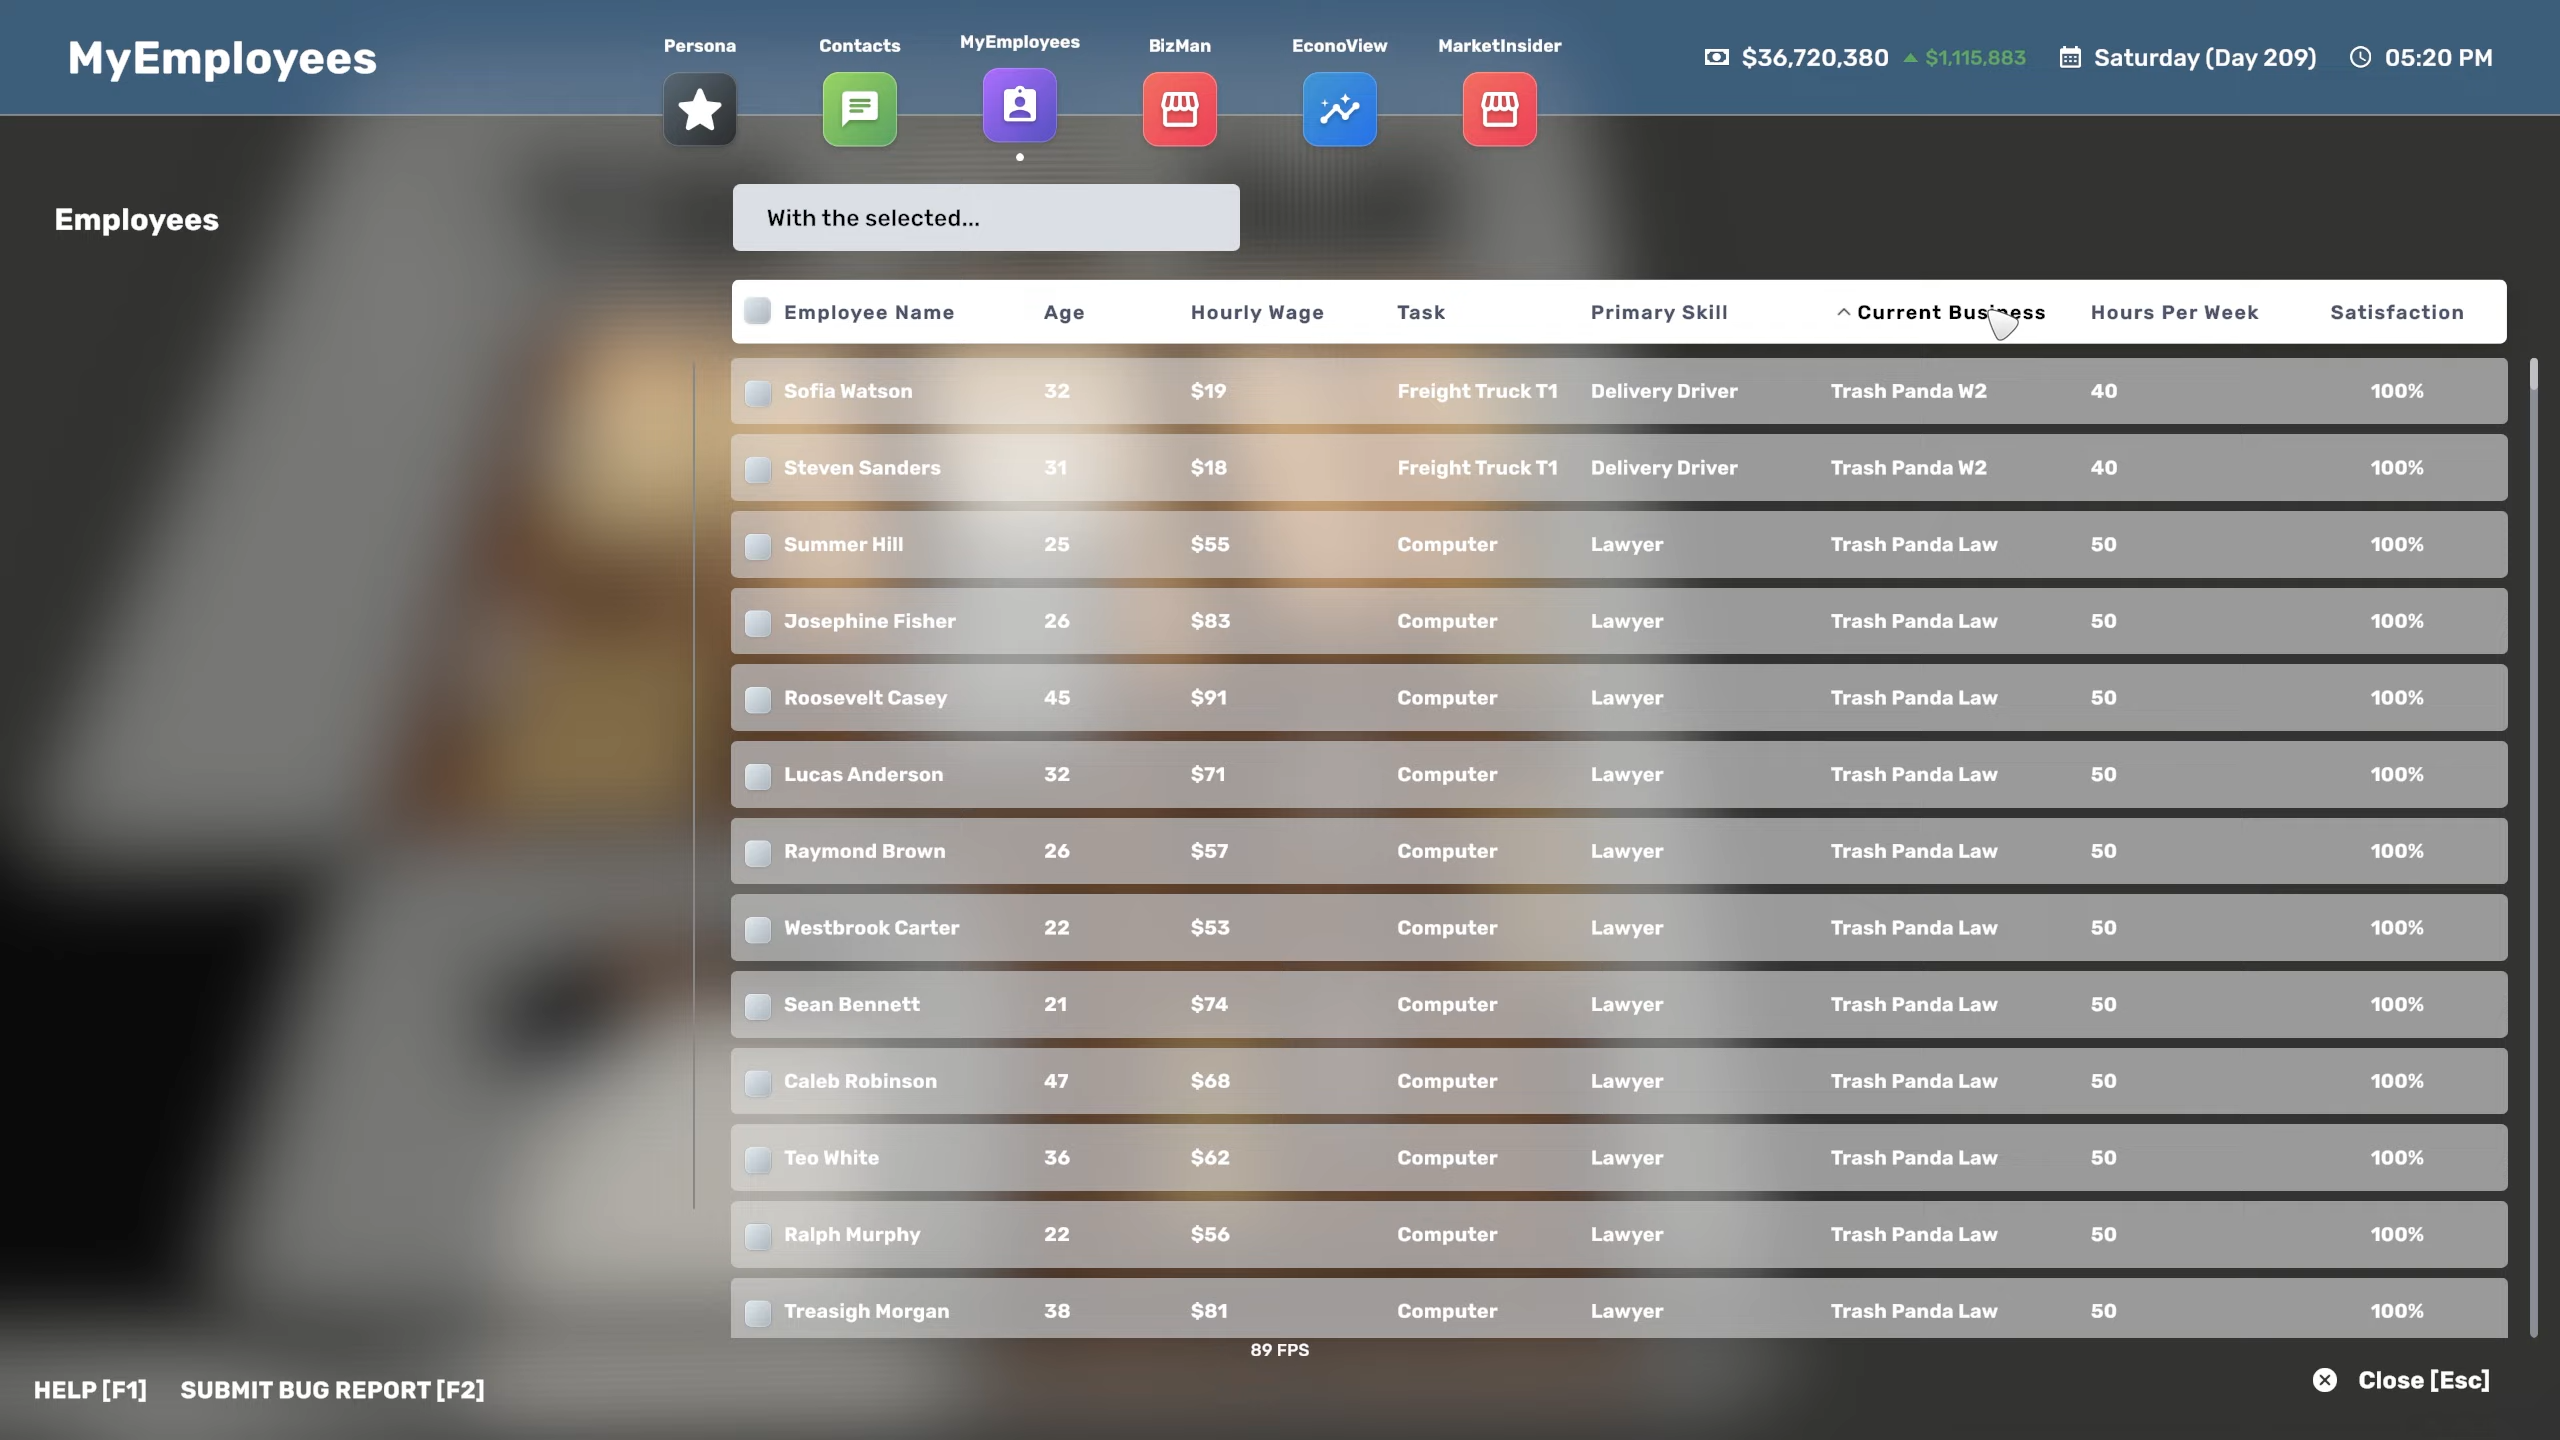 MyEmployees
Persona
Contacts
MyEmployees
BizMan
EconoView
MarketInsider
$36,720,380 $1,115,883 Saturday (Day 209) 05:20 PM
Employees
With the selected...
Employee Name Age Hourly Wage Task Primary Skill Current Business Hours Per Week Satisfaction
Sofia Watson 32 $19 Freight Truck T1 Delivery Driver Trash Panda W2 40 100%
Steven Sanders 31 $18 Freight Truck T1 Delivery Driver Trash Panda W2 40 100%
Summer Hill 25 $55 Computer Lawyer Trash Panda Law 50 100%
Josephine Fisher 26 $83 Computer Lawyer Trash Panda Law 50 100%
Roosevelt Casey 45 $91 Computer Lawyer Trash Panda Law 50 100%
Lucas Anderson 32 $71 Computer Lawyer Trash Panda Law 50 100%
Raymond Brown 26 $57 Computer Lawyer Trash Panda Law 50 100%
Westbrook Carter 22 $53 Computer Lawyer Trash Panda Law 50 100%
Sean Bennett 21 $74 Computer Lawyer Trash Panda Law 50 100%
Caleb Robinson 47 $68 Computer Lawyer Trash Panda Law 50 100%
Teo White 36 $62 Computer Lawyer Trash Panda Law 50 100%
Ralph Murphy 22 $56 Computer Lawyer Trash Panda Law 50 100%
Treasigh Morgan 38 $81 Computer Lawyer Trash Panda Law 50 100%
89 FPS
HELP [F1] SUBMIT BUG REPORT [F2] Close [Esc]